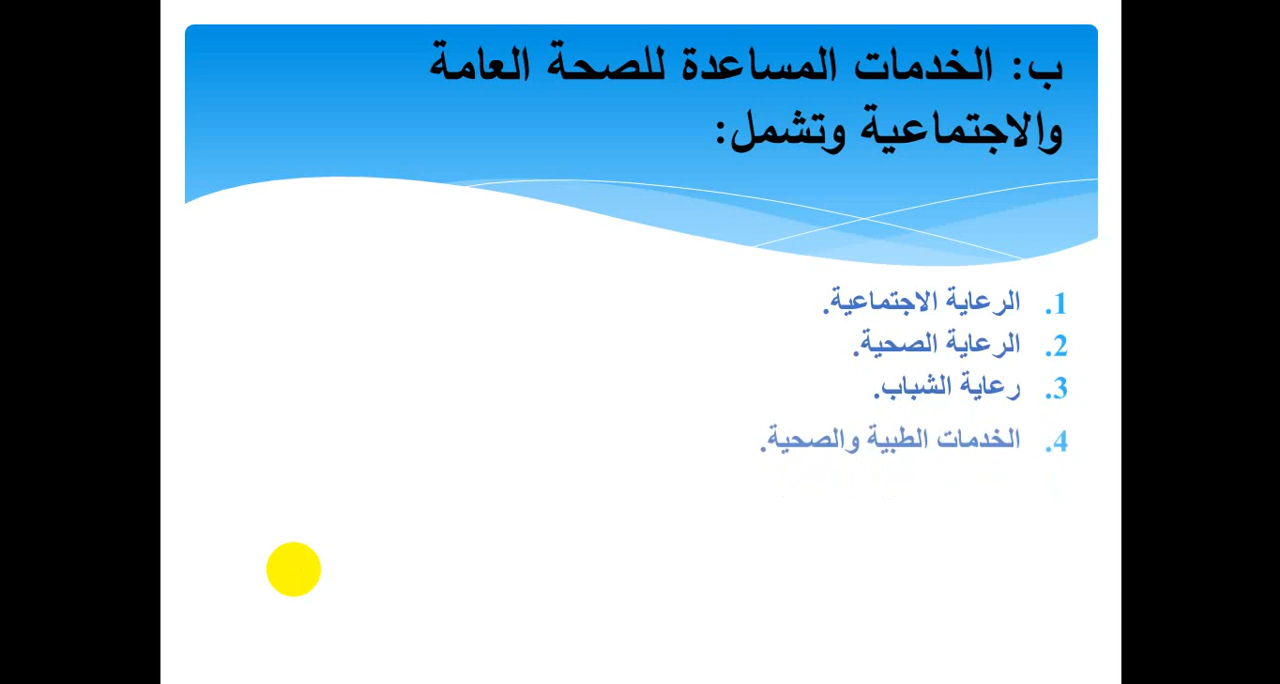 ب: الخدمات المساعدة للصحة العامة
والاجتماعية وتشمل:
1. الرعاية الاجتماعية.
2. الرعاية الصحية.
3. رعاية الشباب.
4. الخدمات الطبية والصحية.